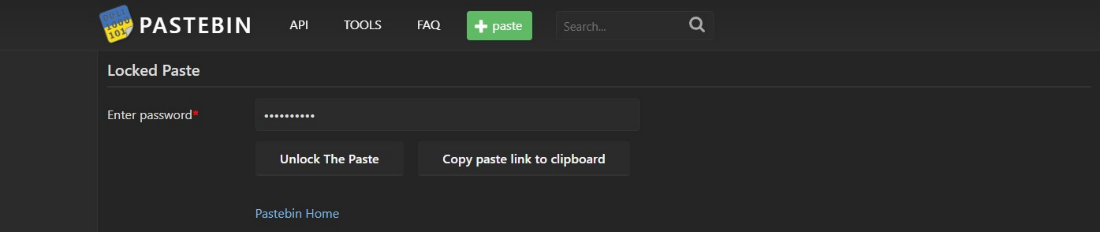 PASTEBIN API TOOLS FAQ paste Search...
Locked Paste
Enter password* ••••••••••
Unlock The Paste Copy paste link to clipboard
Pastebin Home